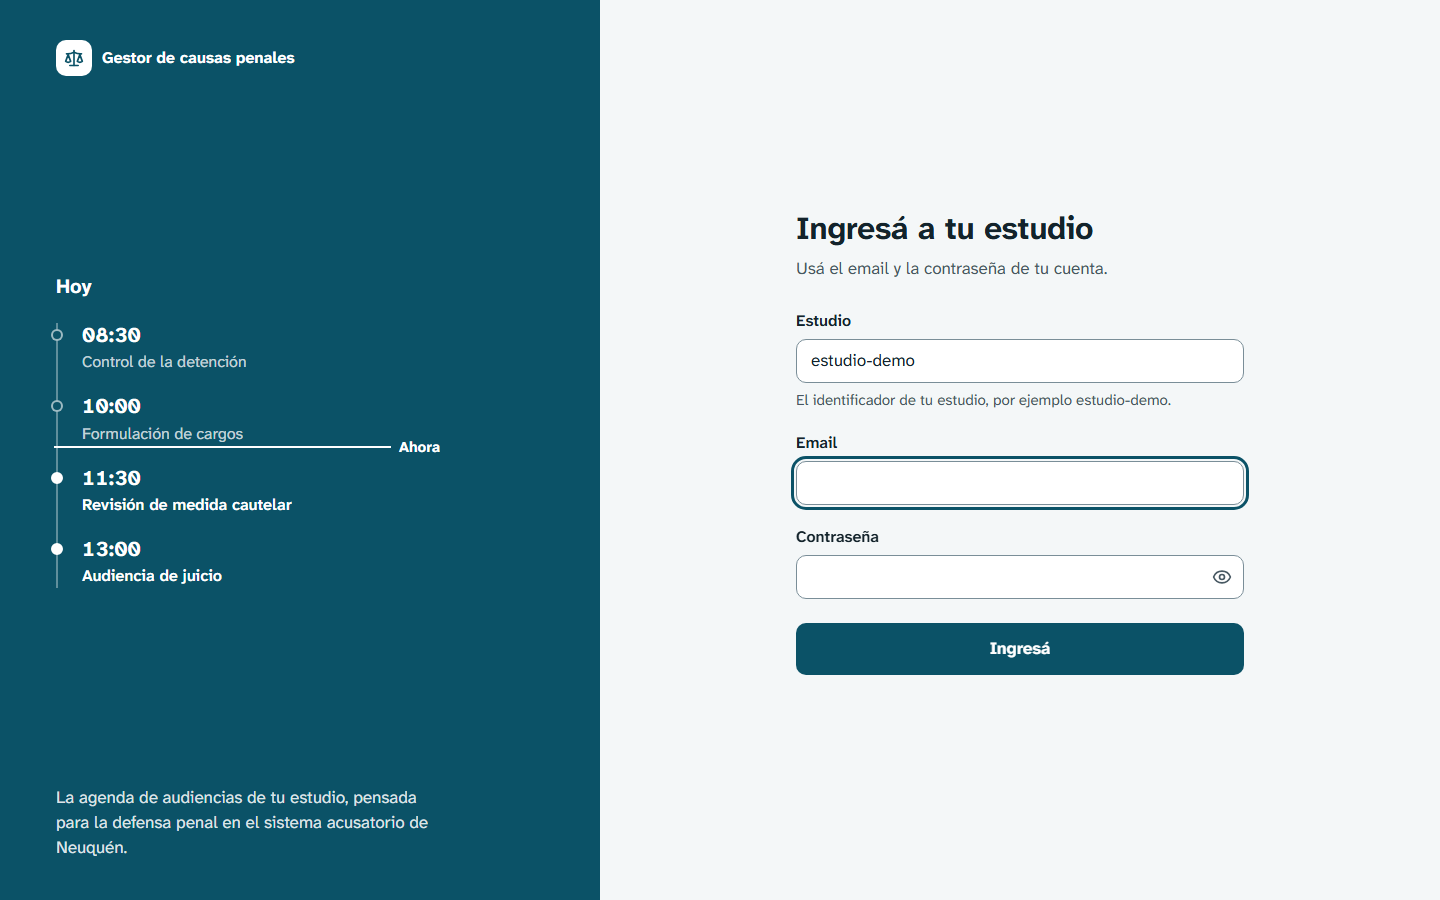 Gestor de causas penales
Hoy
08:30
Control de la detención
10:00
Formulación de cargos
Ahora
11:30
Revisión de medida cautelar
13:00
Audiencia de juicio
La agenda de audiencias de tu estudio, pensada
para la defensa penal en el sistema acusatorio de
Neuquén.
Ingresá a tu estudio
Usá el email y la contraseña de tu cuenta.
Estudio
estudio-demo
El identificador de tu estudio, por ejemplo estudio-demo.
Email
Contraseña
Ingresá